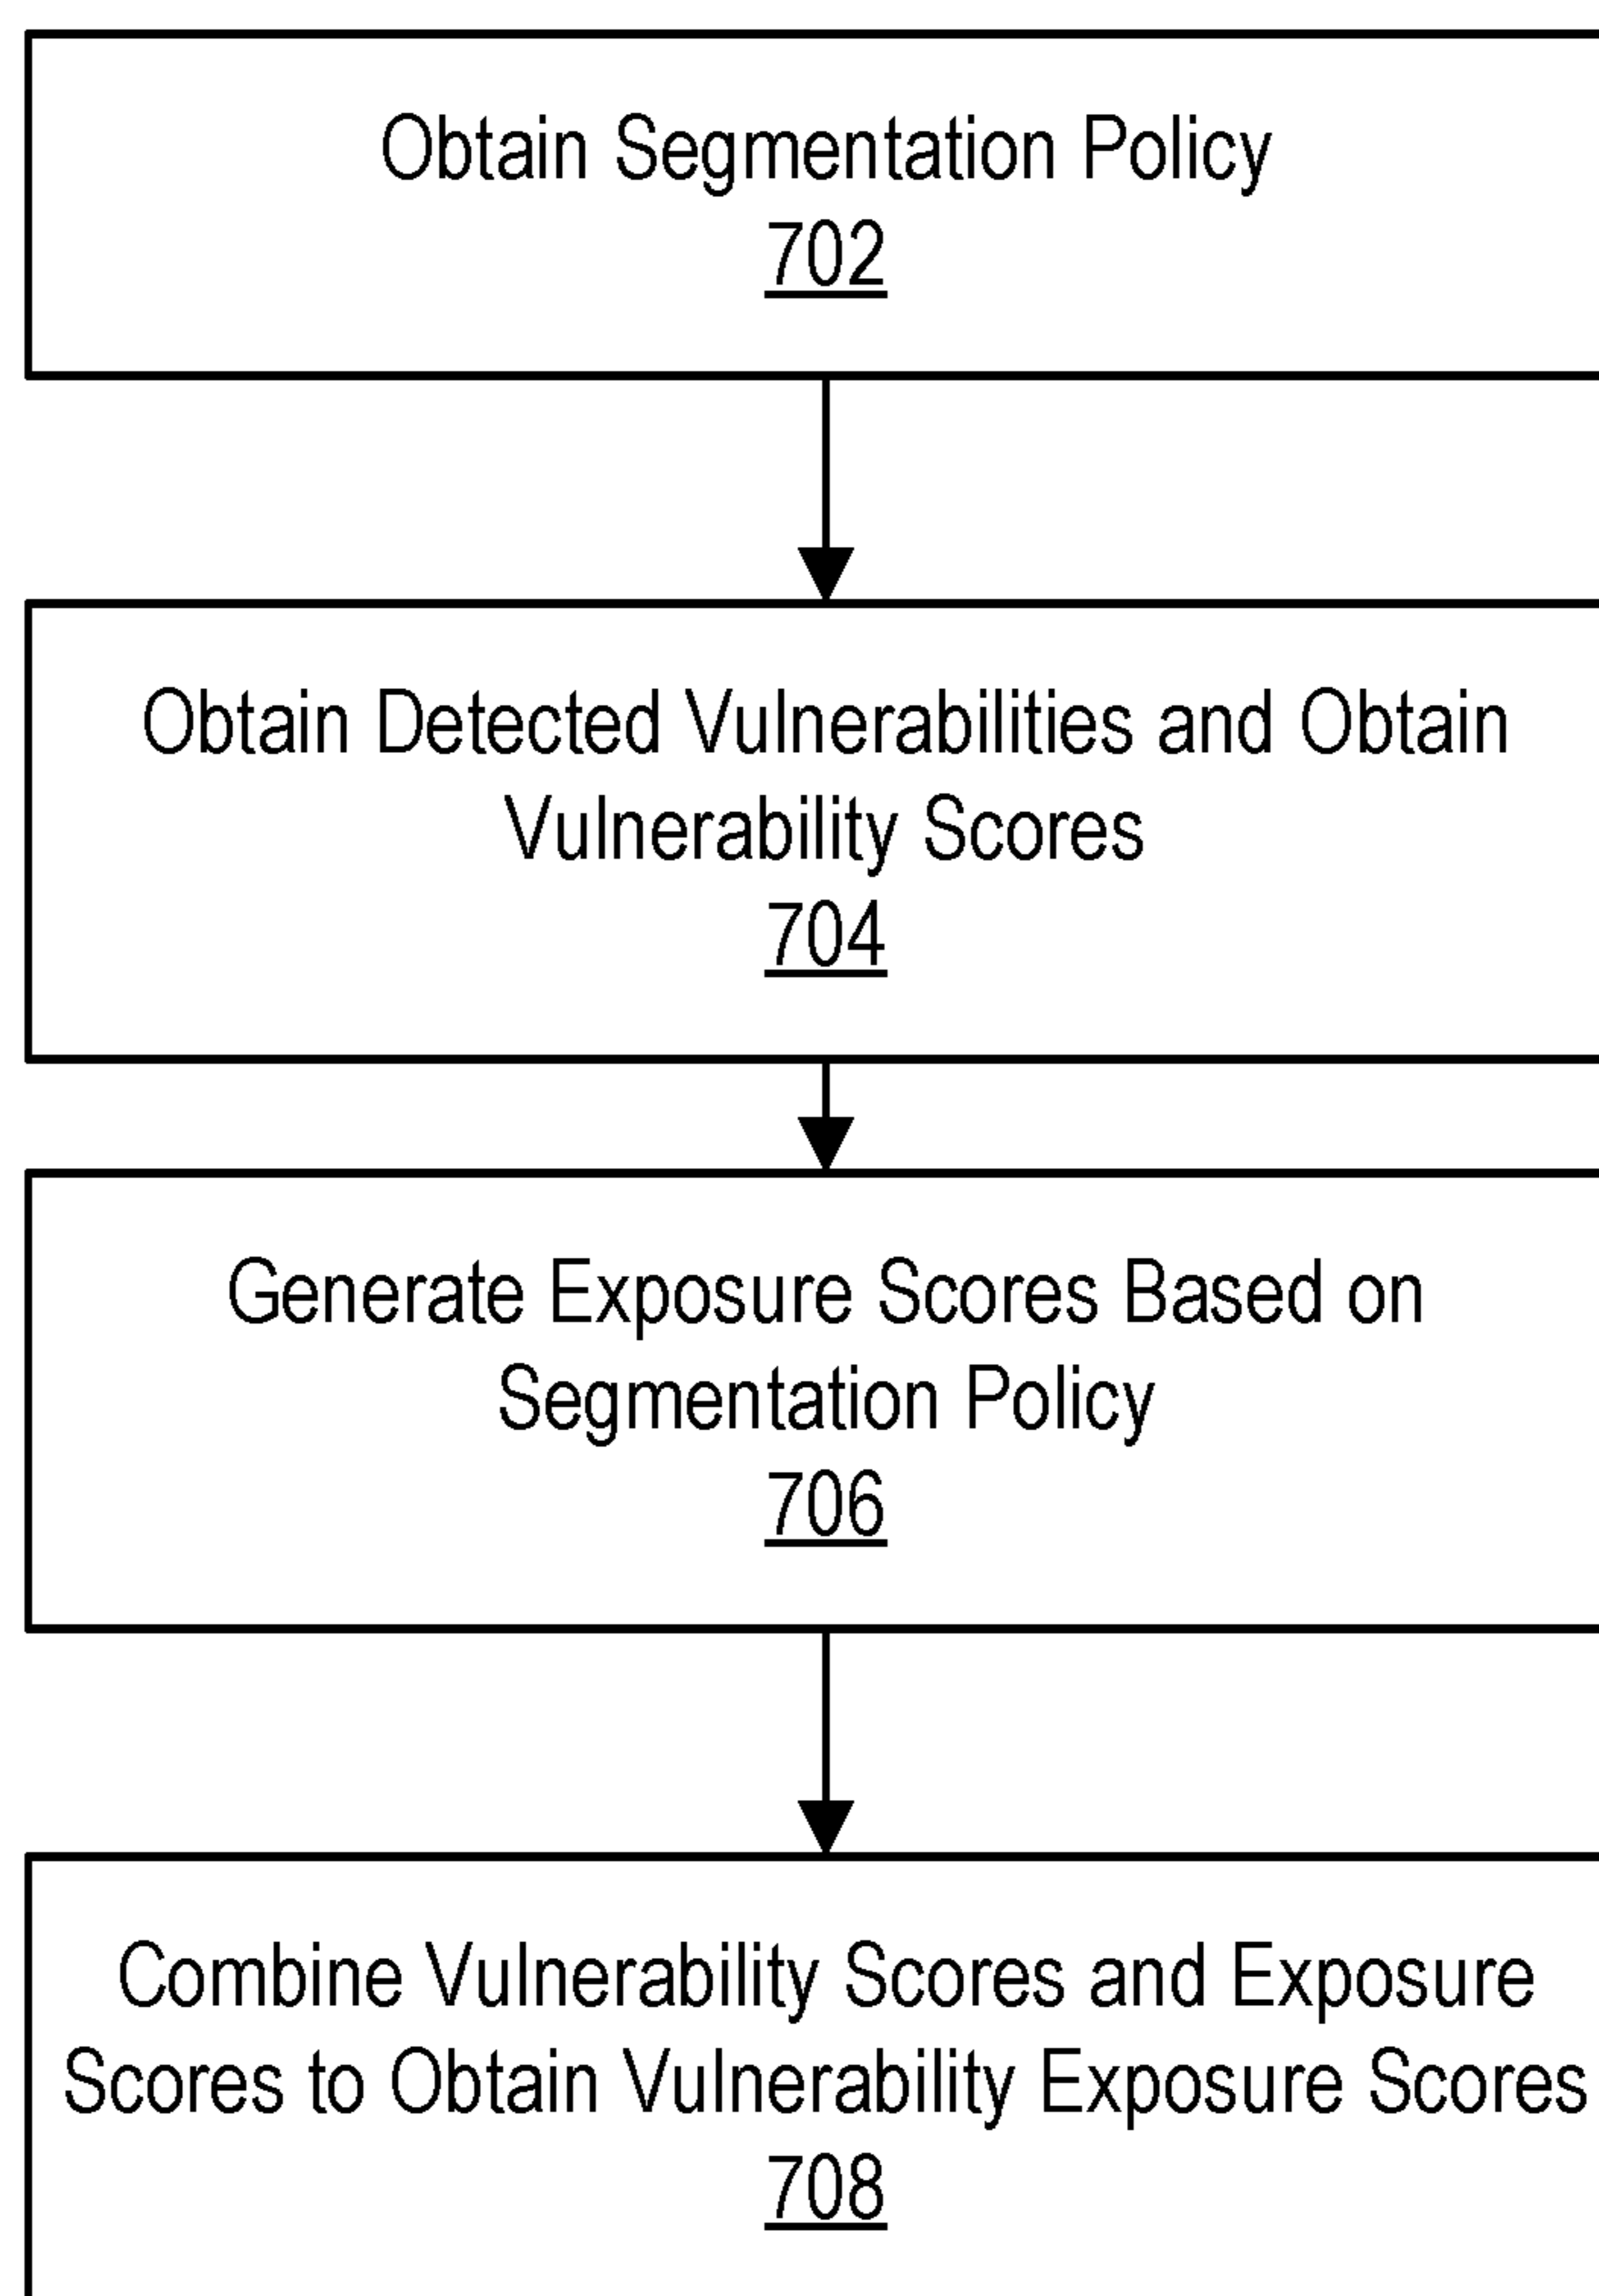 Obtain Segmentation Policy
702
Obtain Detected Vulnerabilities and Obtain
Vulnerability Scores
704
Generate Exposure Scores Based on
Segmentation Policy
706
Combine Vulnerability Scores and Exposure
Scores to Obtain Vulnerability Exposure Scores
708